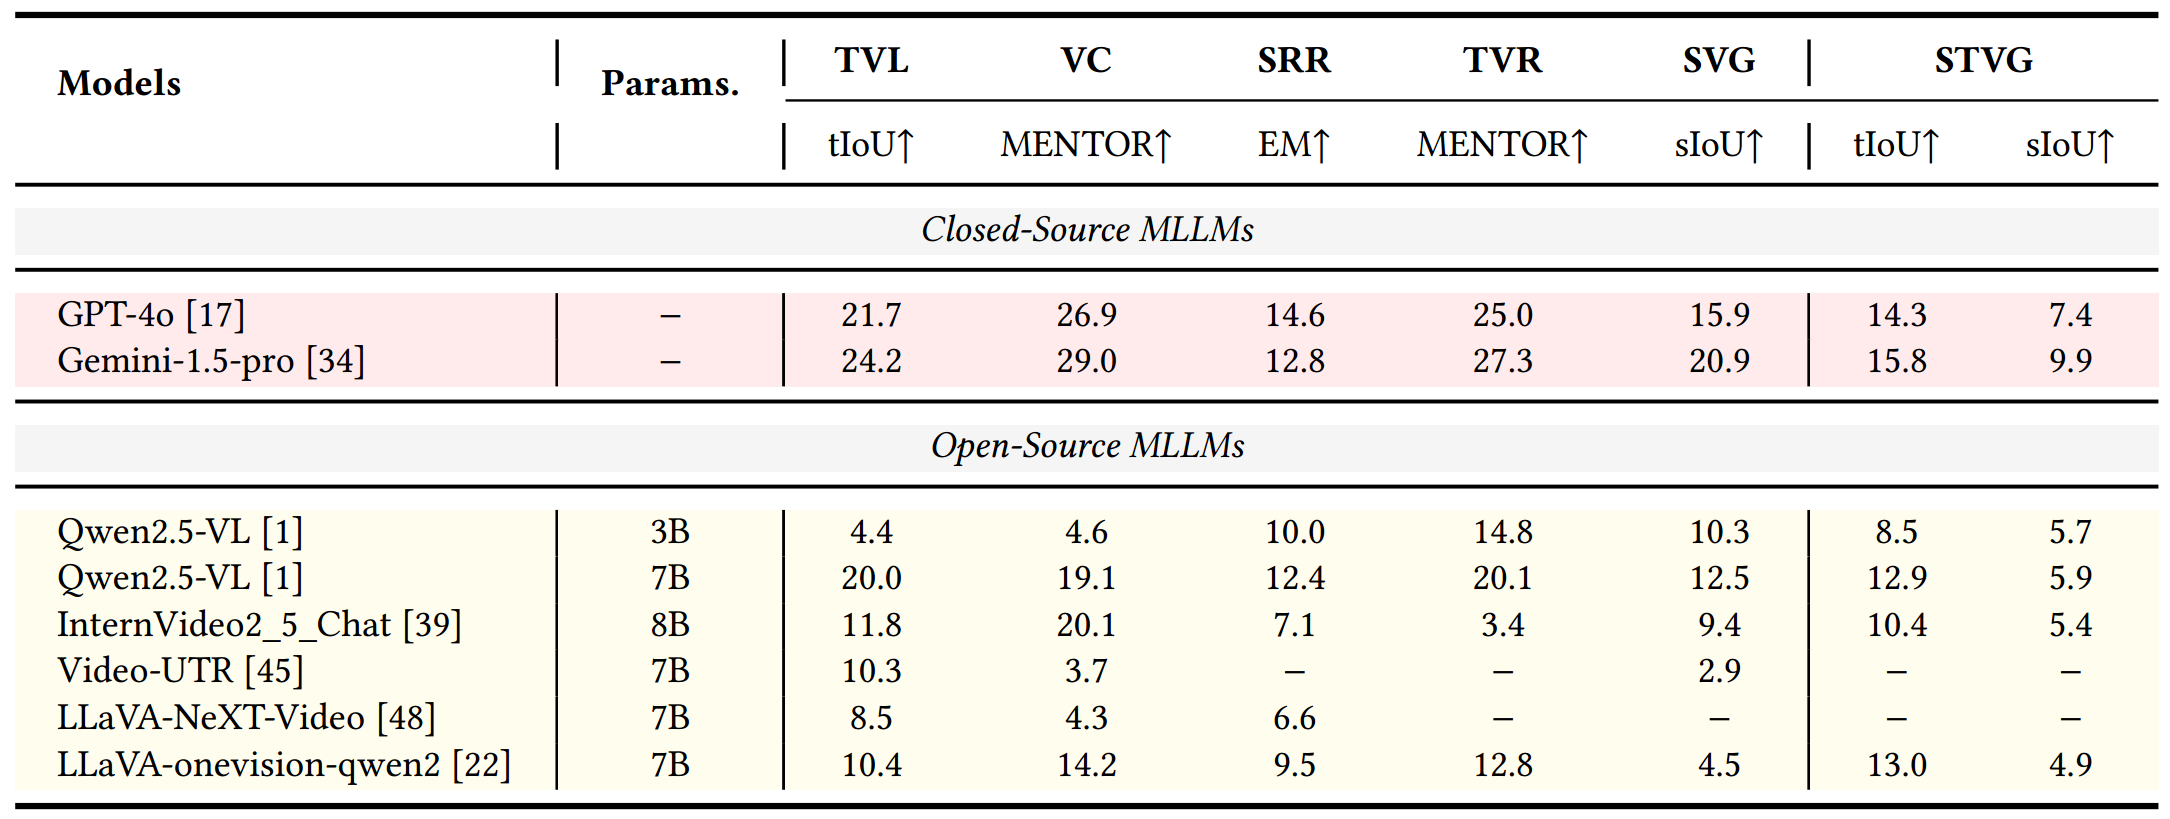 Models Params. TVL VC SRR TVR SVG STVG
tIoU↑ MENTOR↑ EM↑ MENTOR↑ sIoU↑ tIoU↑ sIoU↑
Closed-Source MLLMs
GPT-4o [17] – 21.7 26.9 14.6 25.0 15.9 14.3 7.4
Gemini-1.5-pro [34] – 24.2 29.0 12.8 27.3 20.9 15.8 9.9
Open-Source MLLMs
Qwen2.5-VL [1] 3B 4.4 4.6 10.0 14.8 10.3 8.5 5.7
Qwen2.5-VL [1] 7B 20.0 19.1 12.4 20.1 12.5 12.9 5.9
InternVideo2_5_Chat [39] 8B 11.8 20.1 7.1 3.4 9.4 10.4 5.4
Video-UTR [45] 7B 10.3 3.7 – – 2.9 – –
LLaVA-NeXT-Video [48] 7B 8.5 4.3 6.6 – – – –
LLaVA-onevision-qwen2 [22] 7B 10.4 14.2 9.5 12.8 4.5 13.0 4.9